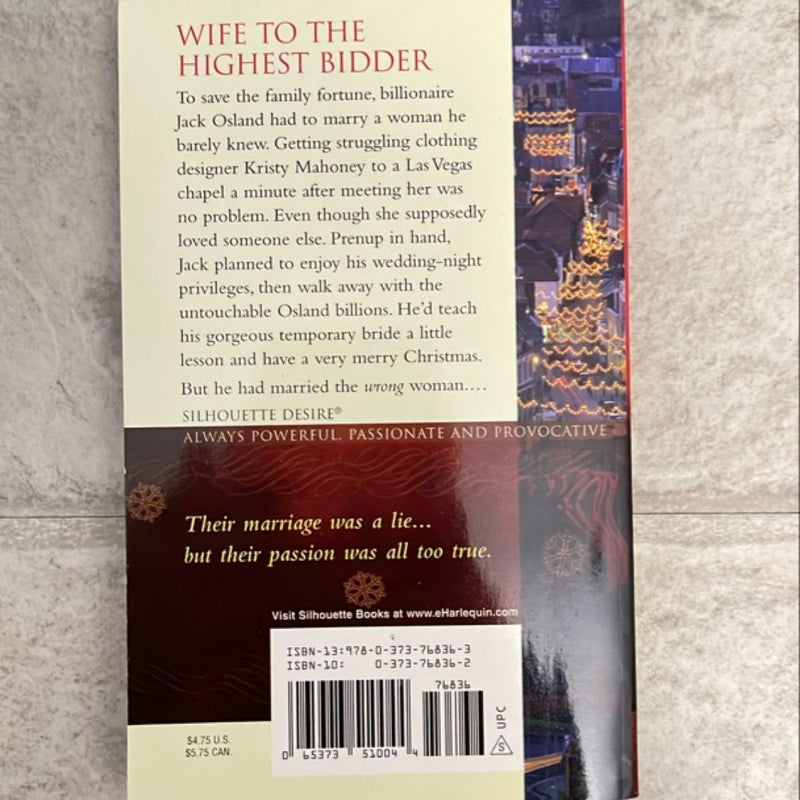 WIFE TO THE
HIGHEST BIDDER
To save the family fortune, billionaire
Jack Osland had to marry a woman he
barely knew. Getting struggling clothing
designer Kristy Mahoney to a Las Vegas
chapel a minute after meeting her was
no problem. Even though she supposedly
loved someone else. Prenup in hand,
Jack planned to enjoy his wedding-night
privileges, then walk away with the
untouchable Osland billions. He'd teach
his gorgeous temporary bride a little
lesson and have a very merry Christmas.
But he had married the wrong woman....
SILHOUETTE DESIRE®
ALWAYS POWERFUL, PASSIONATE AND PROVOCATIVE
Their marriage was a lie...
but their passion was all too true.
Visit Silhouette Books at www.eHarlequin.com
ISBN-13:978-0-373-76836-3
ISBN-10: 0-373-76836-2
76836
0 65373 51004 4
S UPC
$4.75 U.S.
$5.75 CAN.